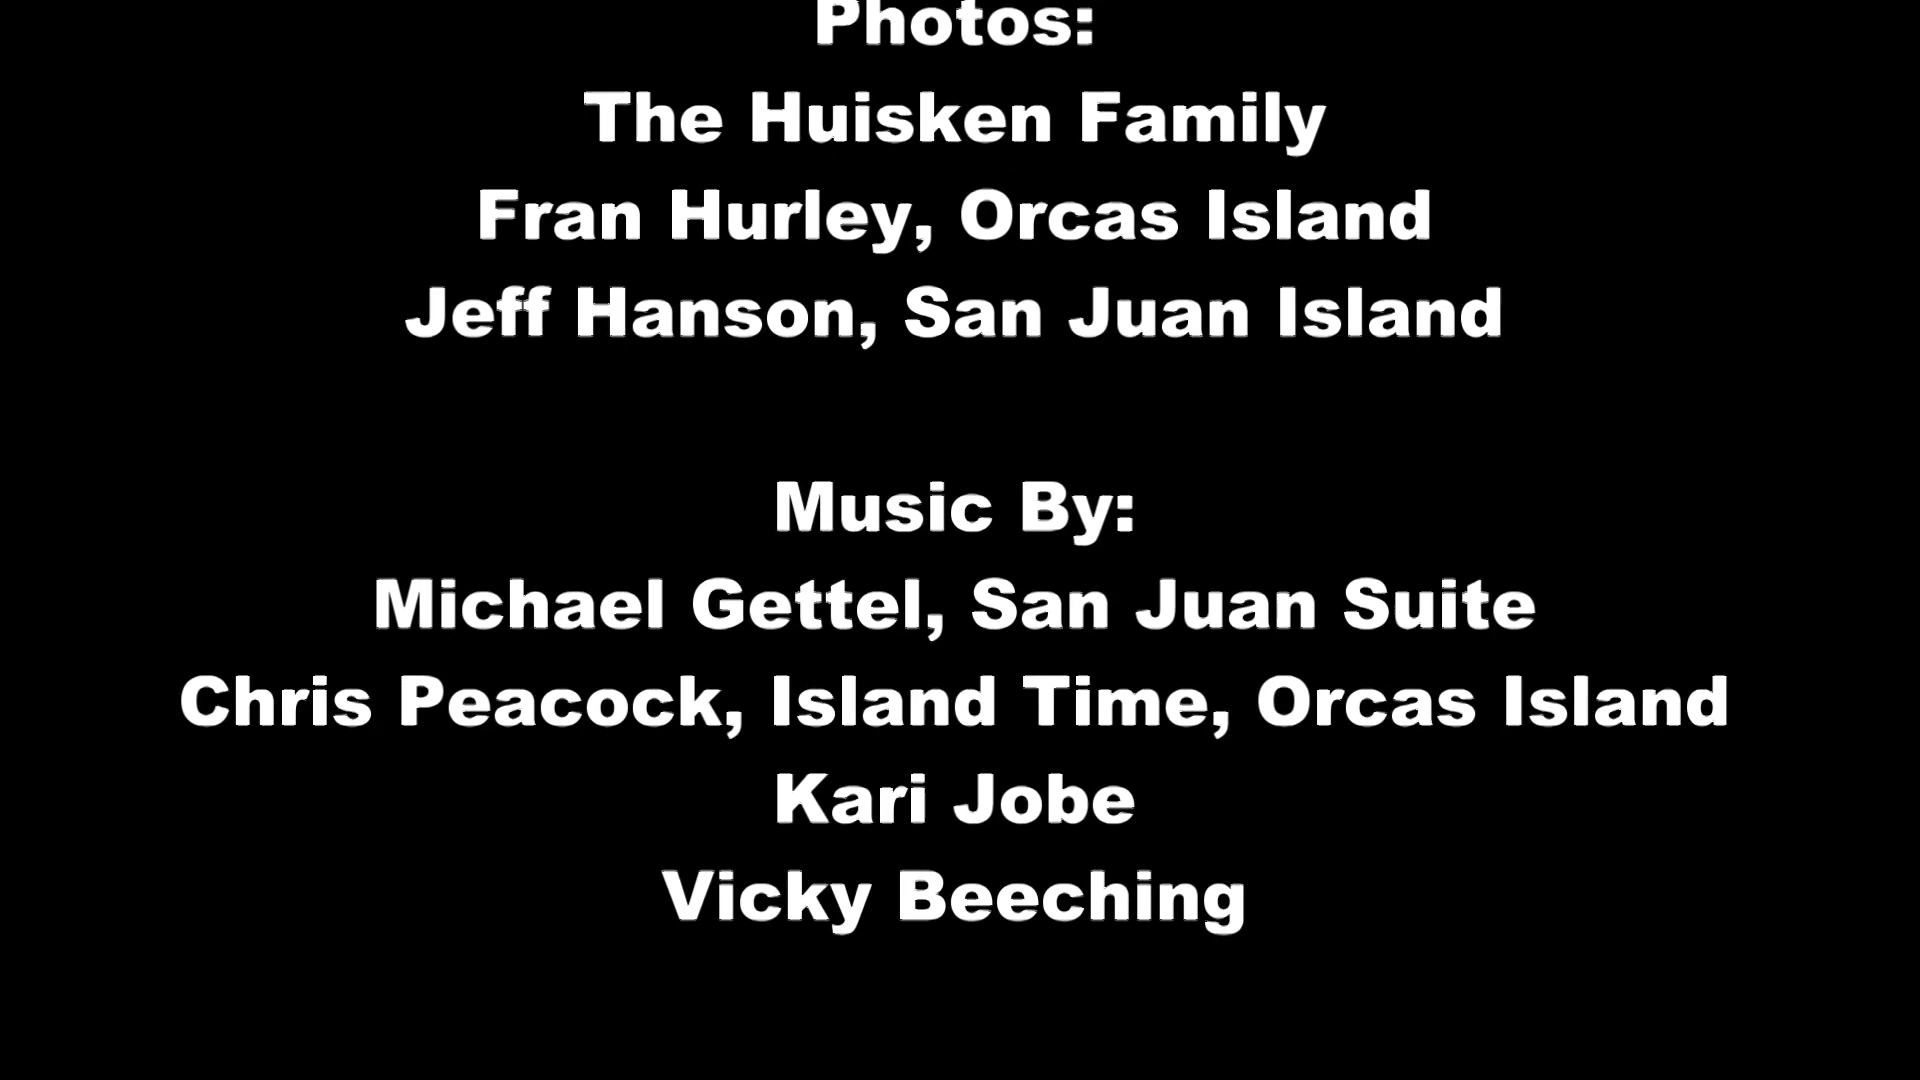 Photos:
The Huisken Family
Fran Hurley, Orcas Island
Jeff Hanson, San Juan Island
Music By:
Michael Gettel, San Juan Suite
Chris Peacock, Island Time, Orcas Island
Kari Jobe
Vicky Beeching